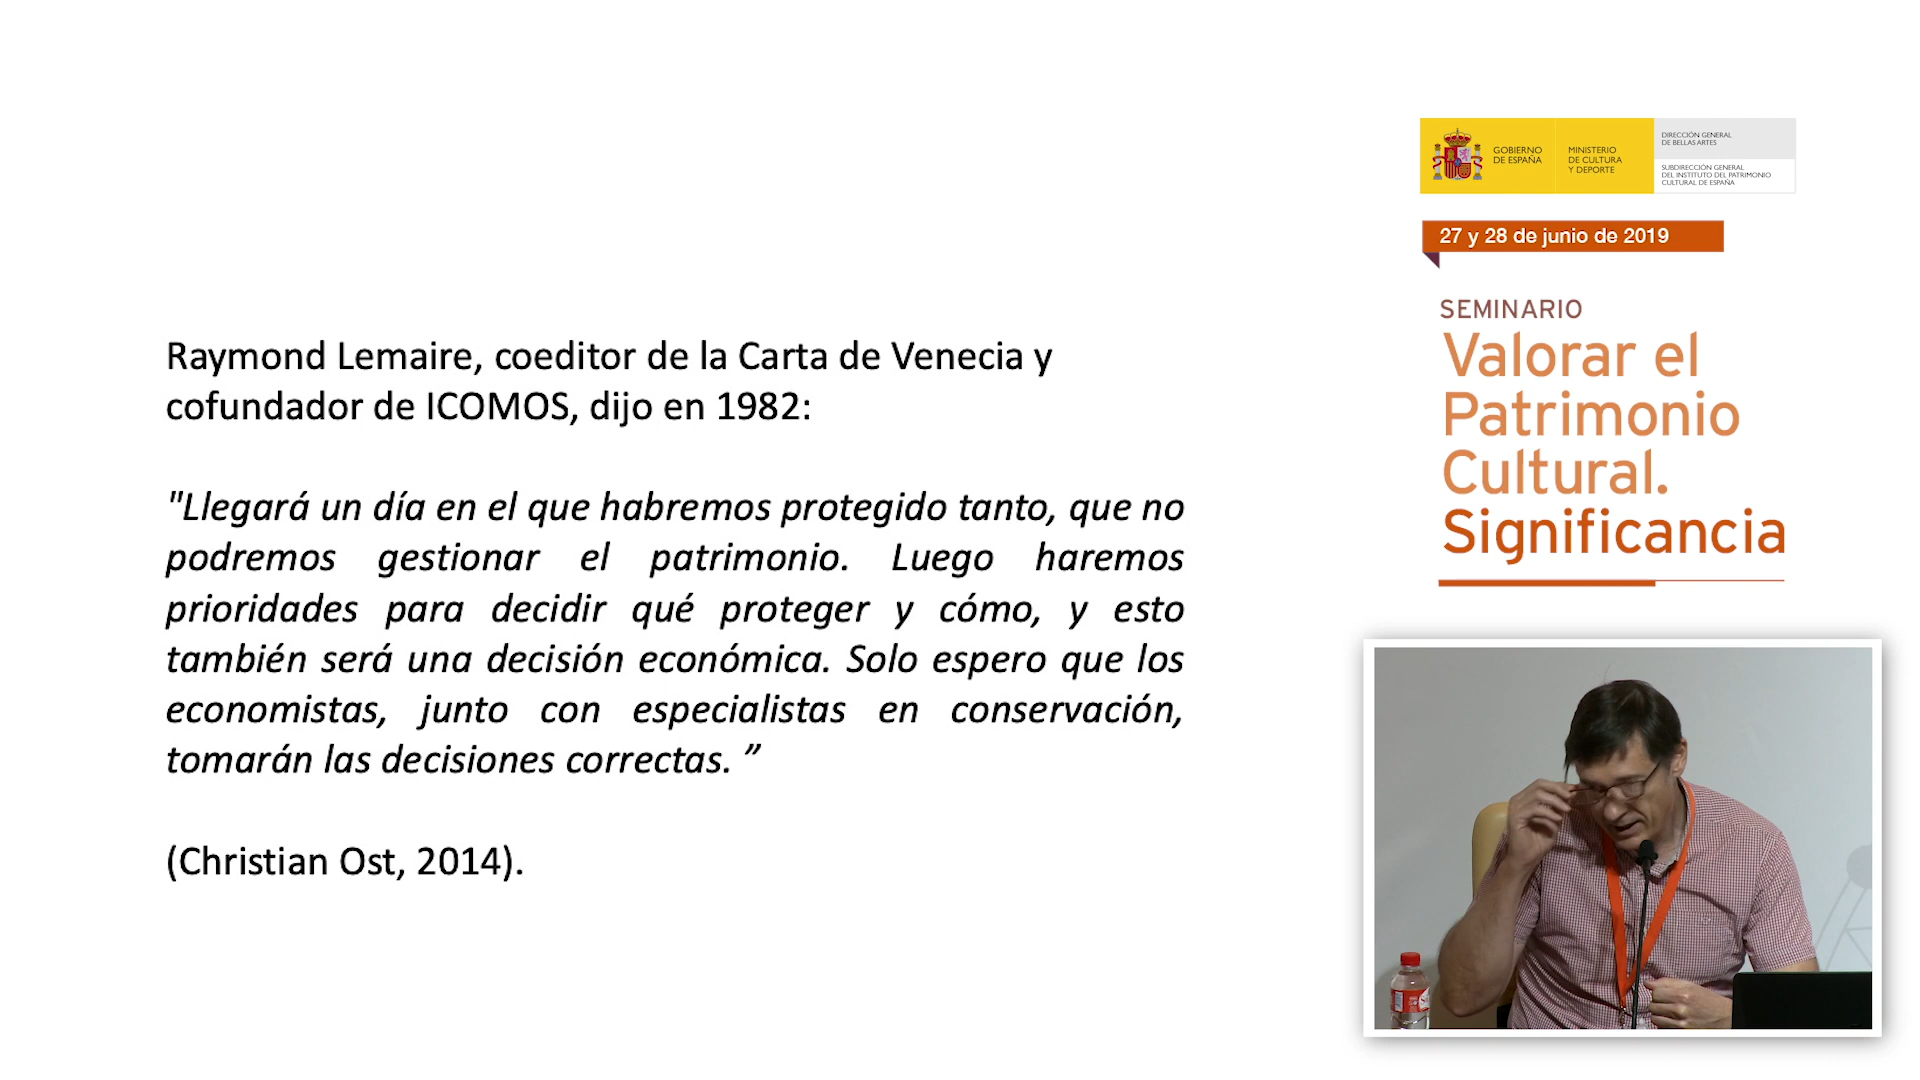 Raymond Lemaire, coeditor de la Carta de Venecia y
cofundador de ICOMOS, dijo en 1982:
"Llegará un día en el que habremos protegido tanto, que no
podremos gestionar el patrimonio. Luego haremos
prioridades para decidir qué proteger y cómo, y esto
también será una decisión económica. Solo espero que los
economistas, junto con especialistas en conservación,
tomarán las decisiones correctas. ”
(Christian Ost, 2014).
GOBIERNO
DE ESPAÑA
MINISTERIO
DE CULTURA
Y DEPORTE
DIRECCIÓN GENERAL
DE BELLAS ARTES
SUBDIRECCIÓN GENERAL
DEL INSTITUTO DEL PATRIMONIO
CULTURAL DE ESPAÑA
27 y 28 de junio de 2019
SEMINARIO
Valorar el
Patrimonio
Cultural.
Significancia